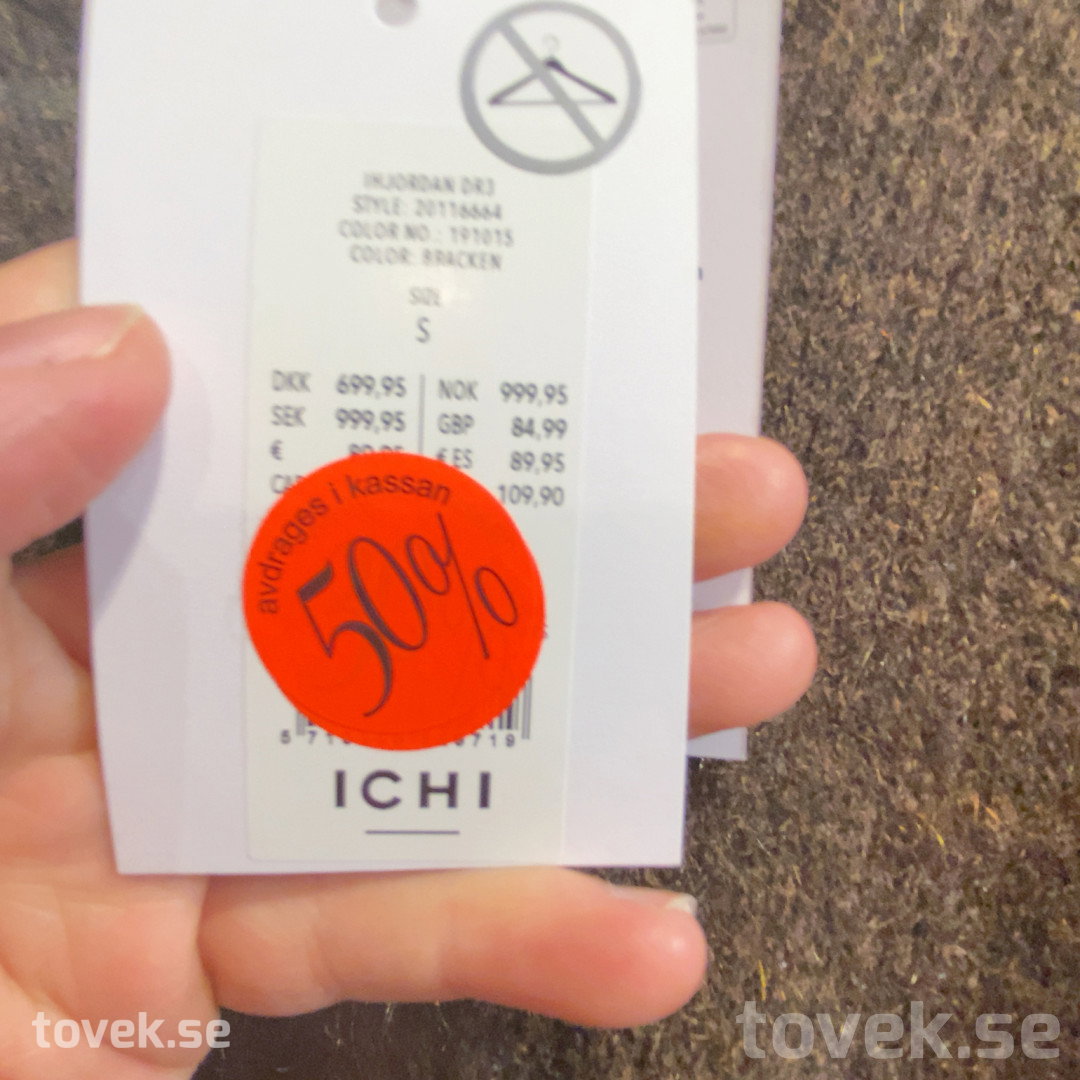 IHJORDAN DR3
STYLE: 20116664
COLOR NO.: 191015
COLOR: BRACKEN
SIZE
S
DKK 699,95 NOK 999,95
SEK 999,95 GBP 84,99
€ €ES 89,95
109,90
avdrages i kassan
50%
ICHI
tovek.se
tovek.se